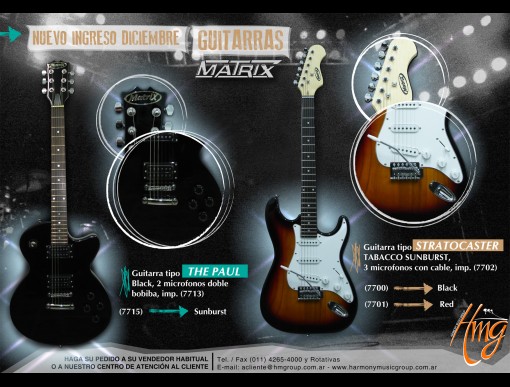 NUEVO INGRESO DICIEMBRE
GUITARRAS
MATRIX
Matrix
Guitarra tipo THE PAUL
Black, 2 microfonos doble
bobiba, imp. (7713)
(7715) Sunburst
Guitarra tipo STRATOCASTER
TABACCO SUNBURST,
3 microfonos con cable, imp. (7702)
(7700) Black
(7701) Red
Hmg
HAGA SU PEDIDO A SU VENDEDOR HABITUAL
O A NUESTRO CENTRO DE ATENCIÓN AL CLIENTE
Tel. / Fax (011) 4265-4000 y Rotativas
E-mail: acliente@hmgroup.com.ar - www.harmonymusicgroup.com.ar